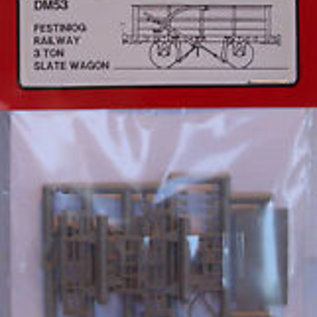 DM53
FESTINIOG
RAILWAY
3 TON
SLATE WAGON